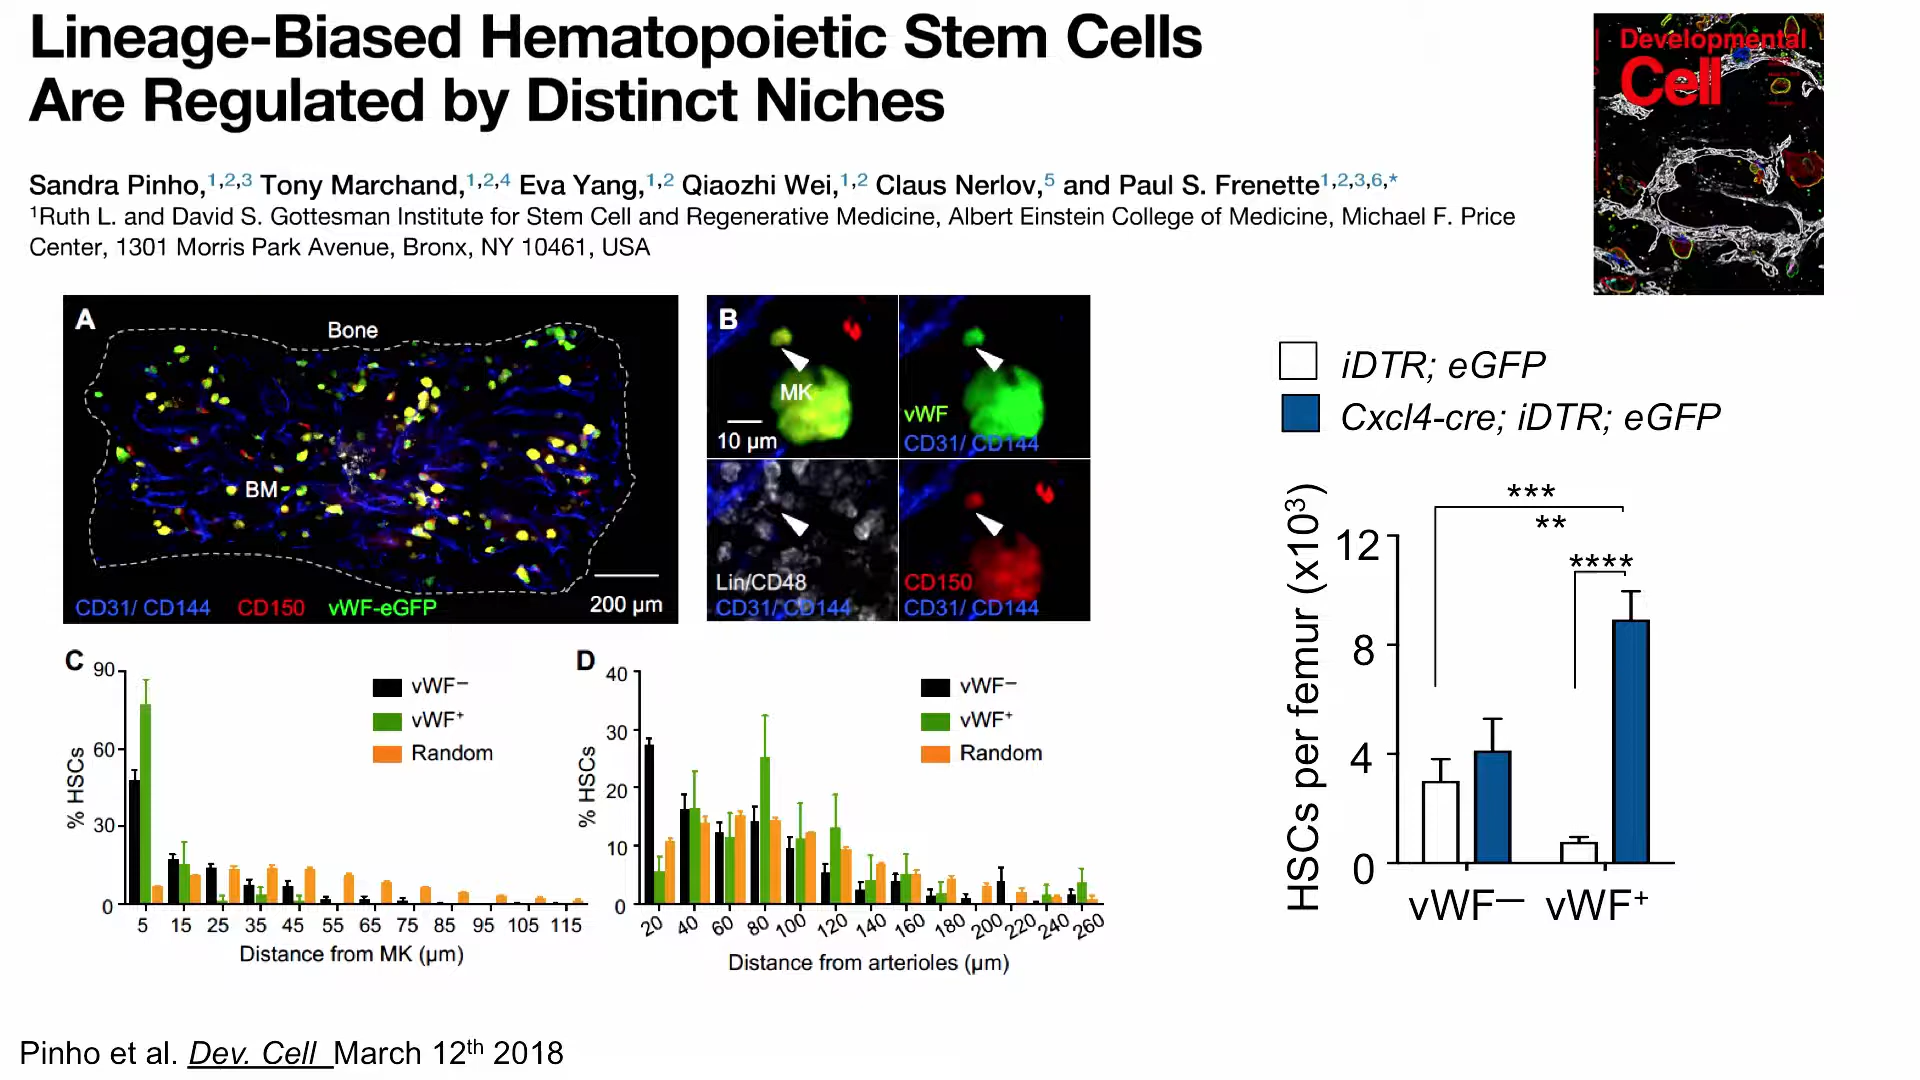 Lineage-Biased Hematopoietic Stem Cells
Are Regulated by Distinct Niches
Developmental
Cell
Sandra Pinho,1,2,3 Tony Marchand,1,2,4 Eva Yang,1,2 Qiaozhi Wei,1,2 Claus Nerlov,5 and Paul S. Frenette1,2,3,6,*
1Ruth L. and David S. Gottesman Institute for Stem Cell and Regenerative Medicine, Albert Einstein College of Medicine, Michael F. Price
Center, 1301 Morris Park Avenue, Bronx, NY 10461, USA
A
Bone
BM
200 µm
CD31/ CD144 CD150 vWF-eGFP
B
MK
10 µm
vWF
CD31/ CD144
Lin/CD48
CD31/ CD144
CD150
CD31/ CD144
C
90
60
30
0
% HSCs
vWF−
vWF+
Random
5 15 25 35 45 55 65 75 85 95 105 115
Distance from MK (µm)
D
40
30
20
10
0
% HSCs
vWF−
vWF+
Random
20 40 60 80 100 120 140 160 180 200 220 240 260
Distance from arterioles (µm)
iDTR; eGFP
Cxcl4-cre; iDTR; eGFP
HSCs per femur (x10³)
***
**
****
12
8
4
0
vWF− vWF+
Pinho et al. Dev. Cell March 12th 2018